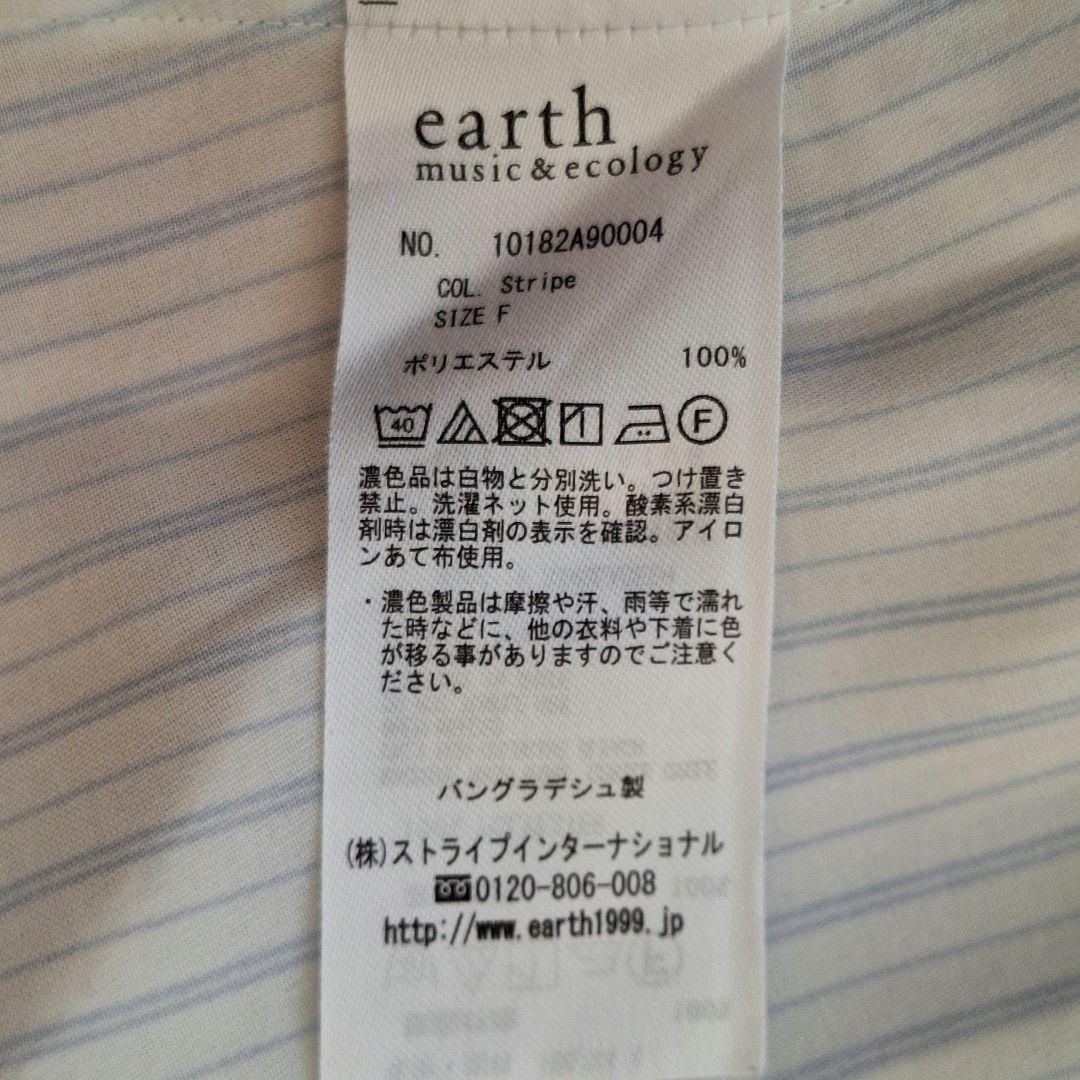 earth
music & ecology
NO. 10182A90004
COL. Stripe
SIZE F
ポリエステル 100%
40 F
濃色品は白物と分別洗い。つけ置き
禁止。洗濯ネット使用。酸素系漂白
剤時は漂白剤の表示を確認。アイロ
ンあて布使用。
・濃色製品は摩擦や汗、雨等で濡れ
た時などに、他の衣料や下着に色
が移る事がありますのでご注意く
ださい。
バングラデシュ製
(株)ストライプインターナショナル
0120-806-008
http://www.earth1999.jp